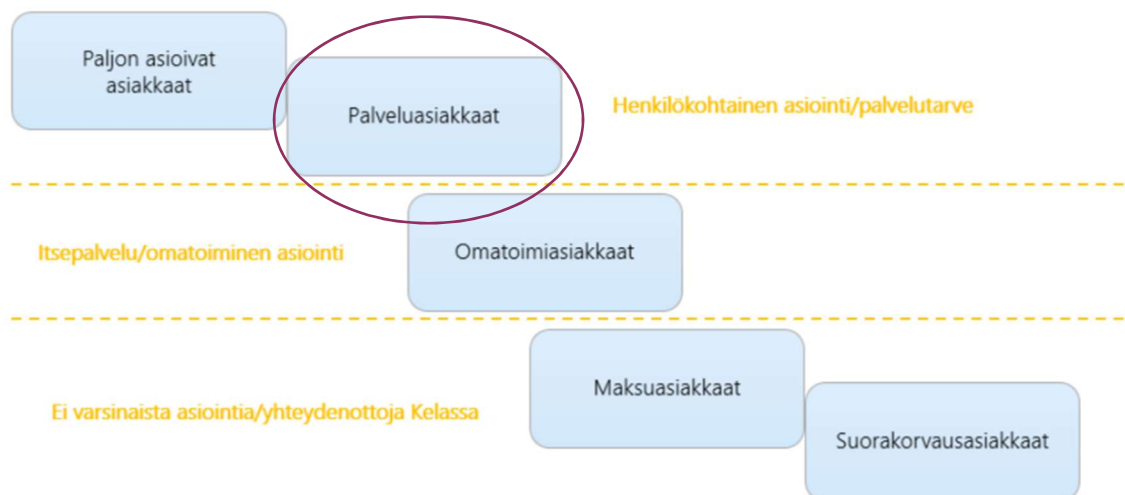 Paljon asioivat
asiakkaat
Palveluasiakkaat
Henkilökohtainen asiointi/palvelutarve
Itsepalvelu/omatoiminen asiointi
Omatoimiasiakkaat
Maksuasiakkaat
Ei varsinaista asiointia/yhteydenottoja Kelassa
Suorakorvausasiakkaat